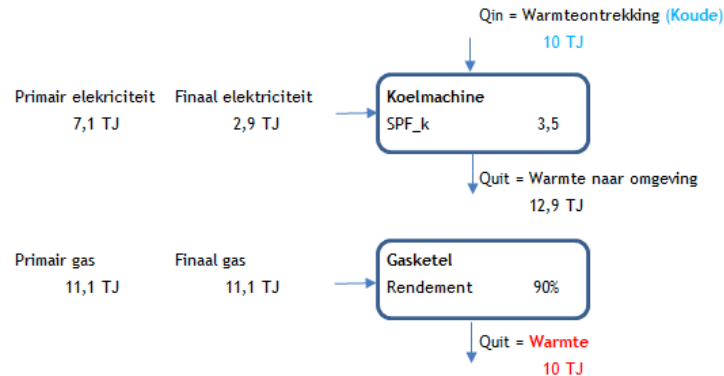 Qin = Warmteontrekking (Koude)
10 TJ
Primair elekriciteit Finaal elektriciteit Koelmachine
7,1 TJ 2,9 TJ SPF_k 3,5
Quit = Warmte naar omgeving
12,9 TJ
Primair gas Finaal gas Gasketel
11,1 TJ 11,1 TJ Rendement 90%
Quit = Warmte
10 TJ